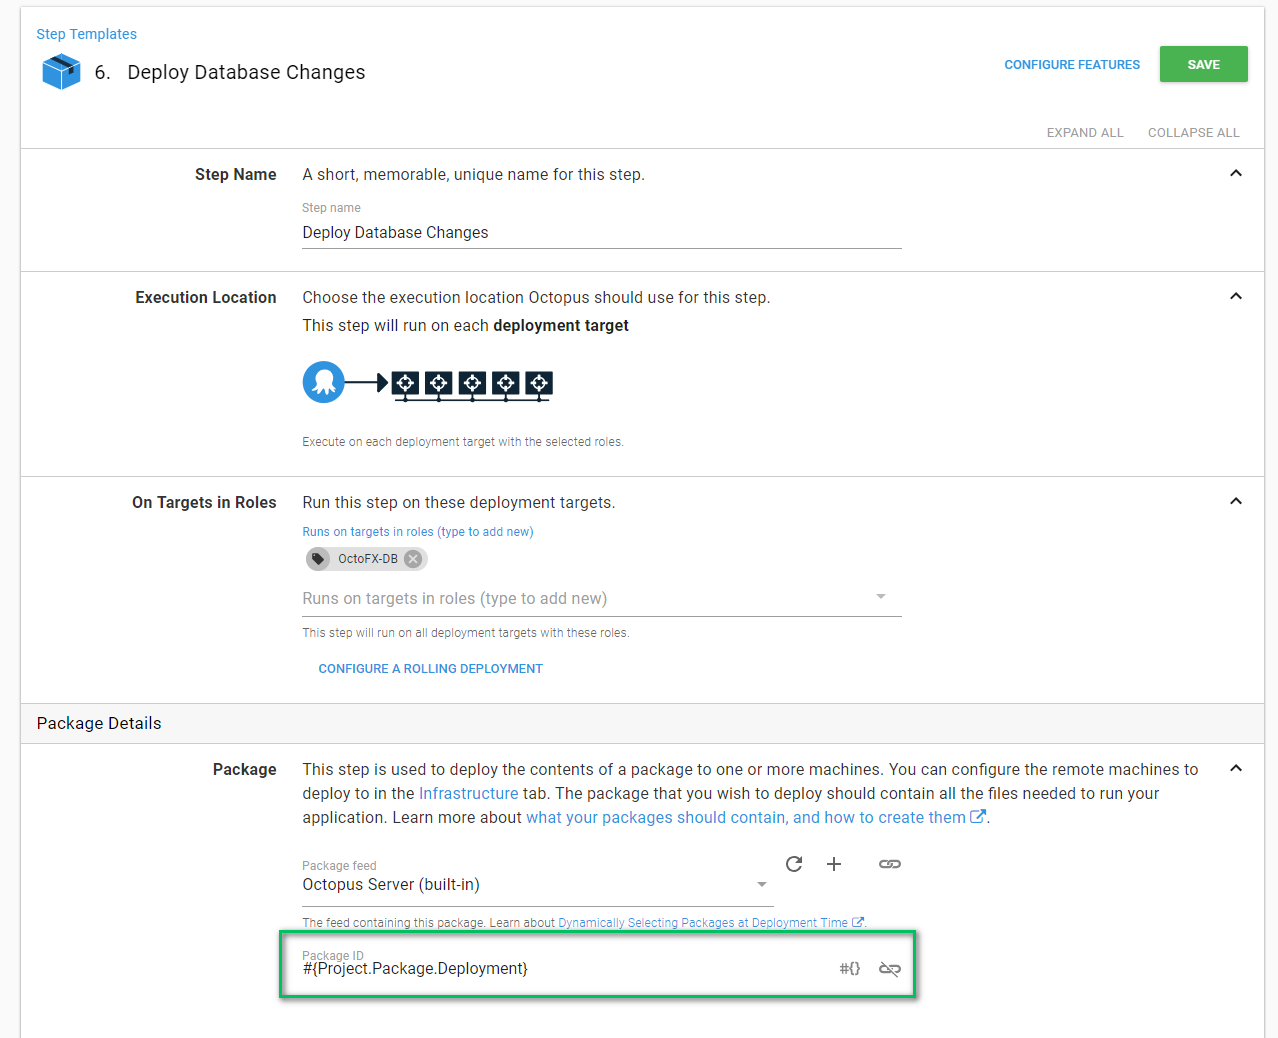 Step Templates
6. Deploy Database Changes
CONFIGURE FEATURES
SAVE
EXPAND ALL
COLLAPSE ALL
Step Name
A short, memorable, unique name for this step.
Step name
Deploy Database Changes
Execution Location
Choose the execution location Octopus should use for this step.
This step will run on each deployment target
Execute on each deployment target with the selected roles.
On Targets in Roles
Run this step on these deployment targets.
Runs on targets in roles (type to add new)
OctoFX-DB
Runs on targets in roles (type to add new)
This step will run on all deployment targets with these roles.
CONFIGURE A ROLLING DEPLOYMENT
Package Details
Package
This step is used to deploy the contents of a package to one or more machines. You can configure the remote machines to
deploy to in the Infrastructure tab. The package that you wish to deploy should contain all the files needed to run your
application. Learn more about what your packages should contain, and how to create them.
Package feed
Octopus Server (built-in)
The feed containing this package. Learn about Dynamically Selecting Packages at Deployment Time.
Package ID
#{Project.Package.Deployment}
#{}